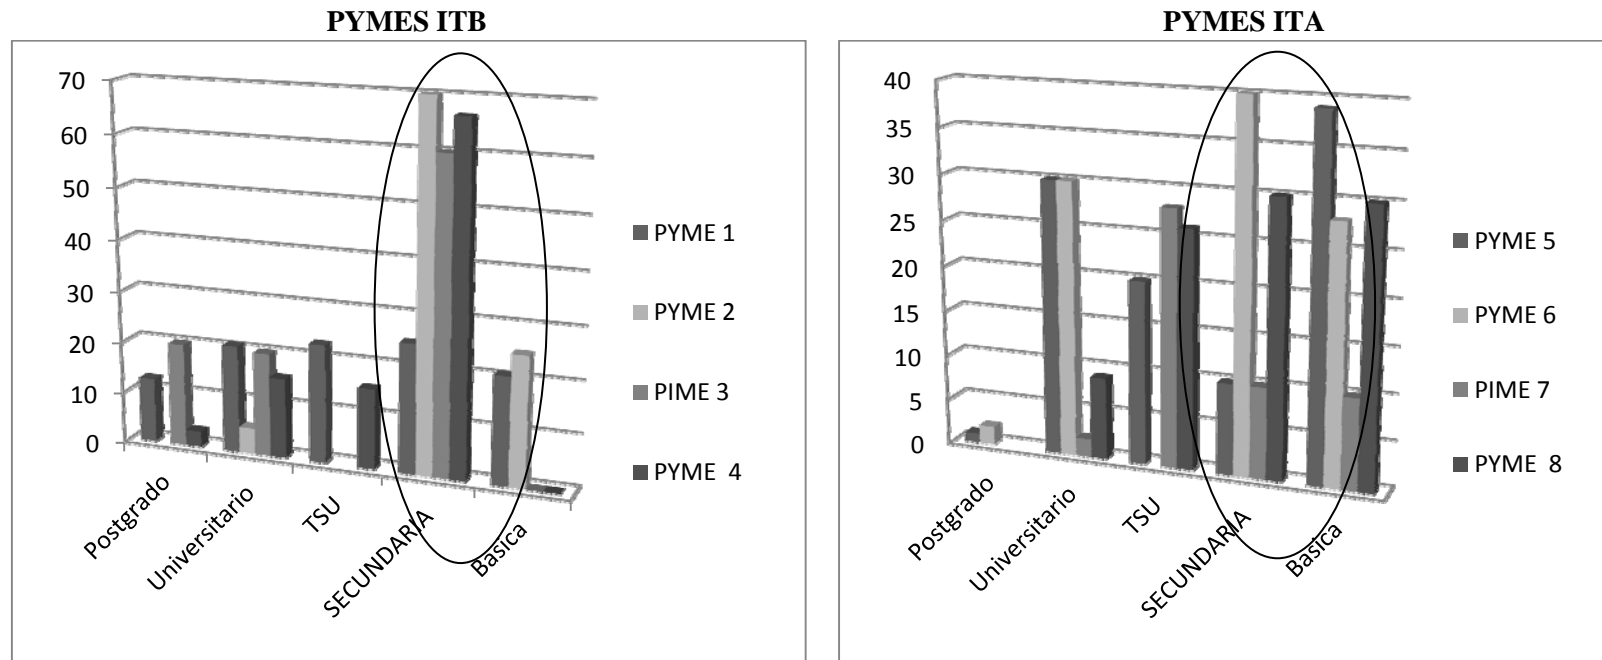 PYMES ITB
70
60
50
40
30
20
10
0
Postgrado
Universitario
TSU
SECUNDARIA
Basica
PYME 1
PYME 2
PIME 3
PYME  4
PYMES ITA
40
35
30
25
20
15
10
5
0
Postgrado
Universitario
TSU
SECUNDARIA
Basica
PYME 5
PYME 6
PIME 7
PYME  8